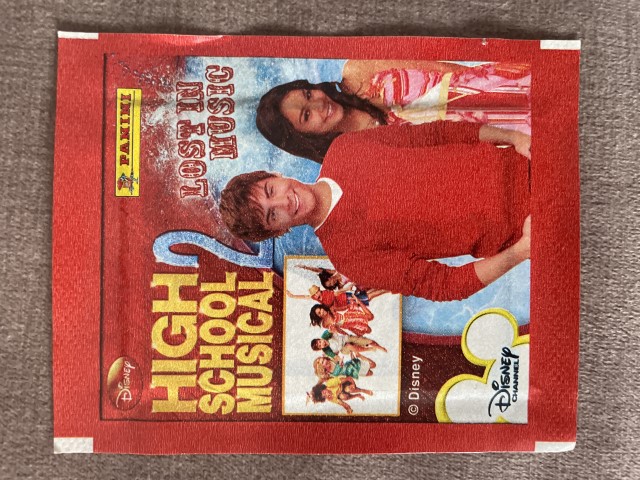 Disney
PANINI
HIGH
SCHOOL
MUSICAL
2
LOST IN
MUSIC
© Disney
Disney
CHANNEL